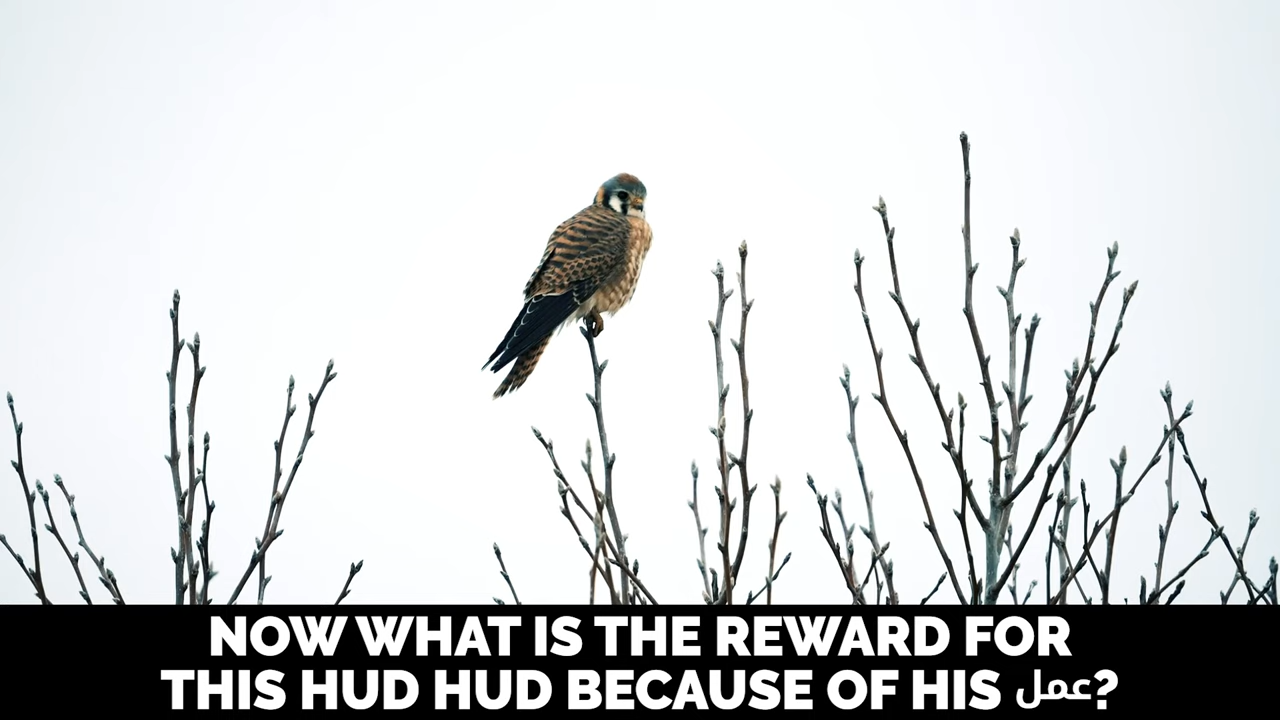 NOW WHAT IS THE REWARD FOR
THIS HUD HUD BECAUSE OF HIS عمل?